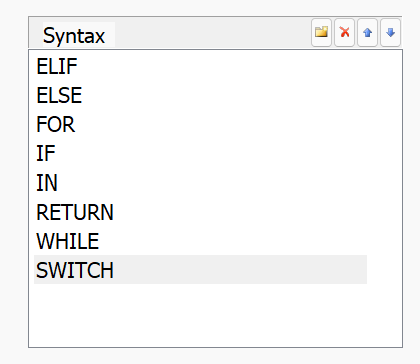 Syntax
ELIF
ELSE
FOR
IF
IN
RETURN
WHILE
SWITCH